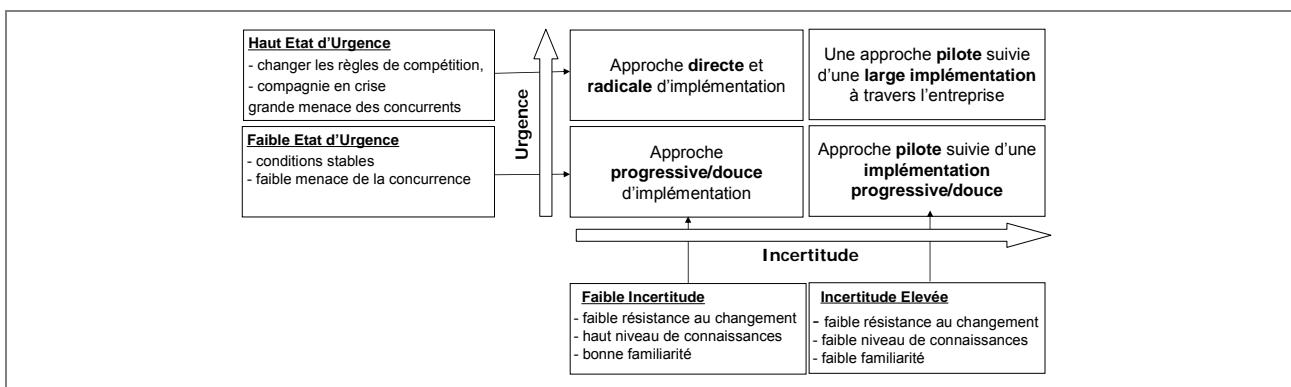 Haut Etat d'Urgence
- changer les règles de compétition,
- compagnie en crise
grande menace des concurrents
Faible Etat d'Urgence
- conditions stables
- faible menace de la concurrence
Urgence
Approche directe et
radicale d'implémentation
Une approche pilote suivie
d'une large implémentation
à travers l'entreprise
Approche
progressive/douce
d'implémentation
Approche pilote suivie d'une
implémentation
progressive/douce
Incertitude
Faible Incertitude
- faible résistance au changement
- haut niveau de connaissances
- bonne familiarité
Incertitude Elevée
- faible résistance au changement
- faible niveau de connaissances
- faible familiarité